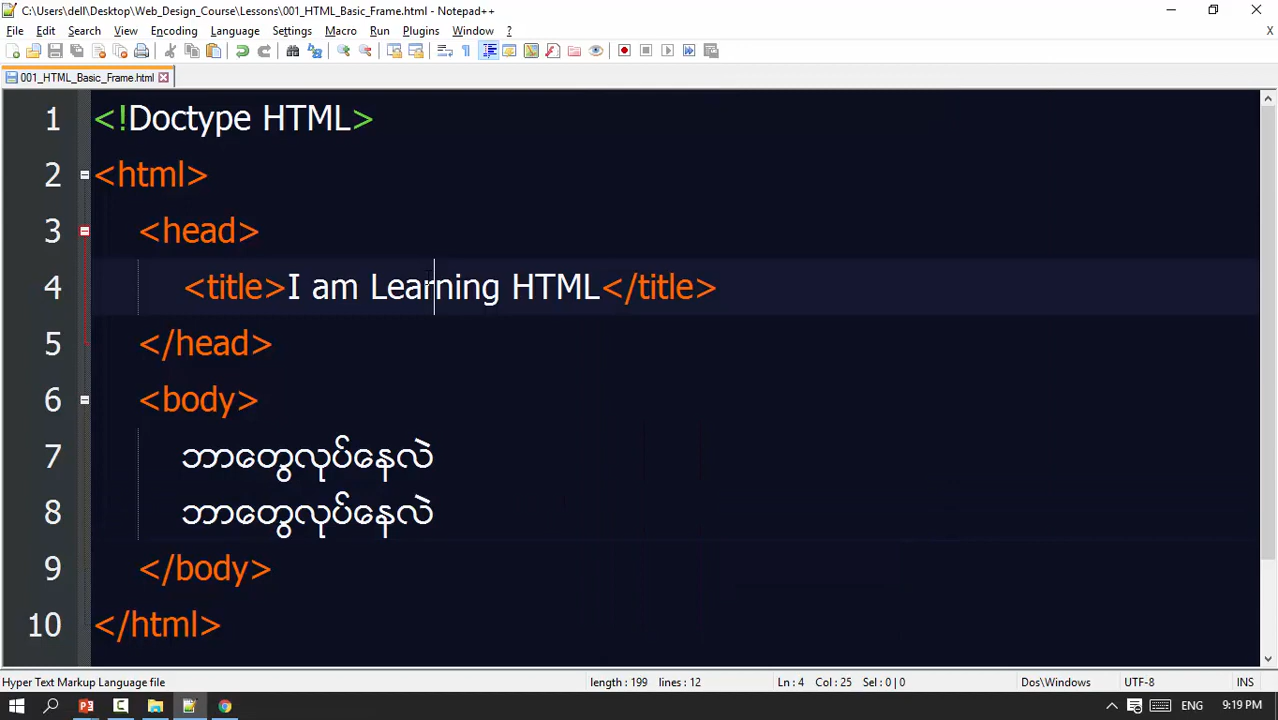 C:\Users\dell\Desktop\Web_Design_Course\Lessons\001_HTML_Basic_Frame.html - Notepad++
File Edit Search View Encoding Language Settings Macro Run Plugins Window ? X
001_HTML_Basic_Frame.html
1 <!Doctype HTML>
2 <html>
3 <head>
4 <title>I am Learning HTML</title>
5 </head>
6 <body>
7 ဘာတွေလုပ်နေလဲ
8 ဘာတွေလုပ်နေလဲ
9 </body>
10 </html>
Hyper Text Markup Language file length : 199 lines : 12 Ln : 4 Col : 25 Sel : 0 | 0 Dos\Windows UTF-8 INS
ENG 9:19 PM